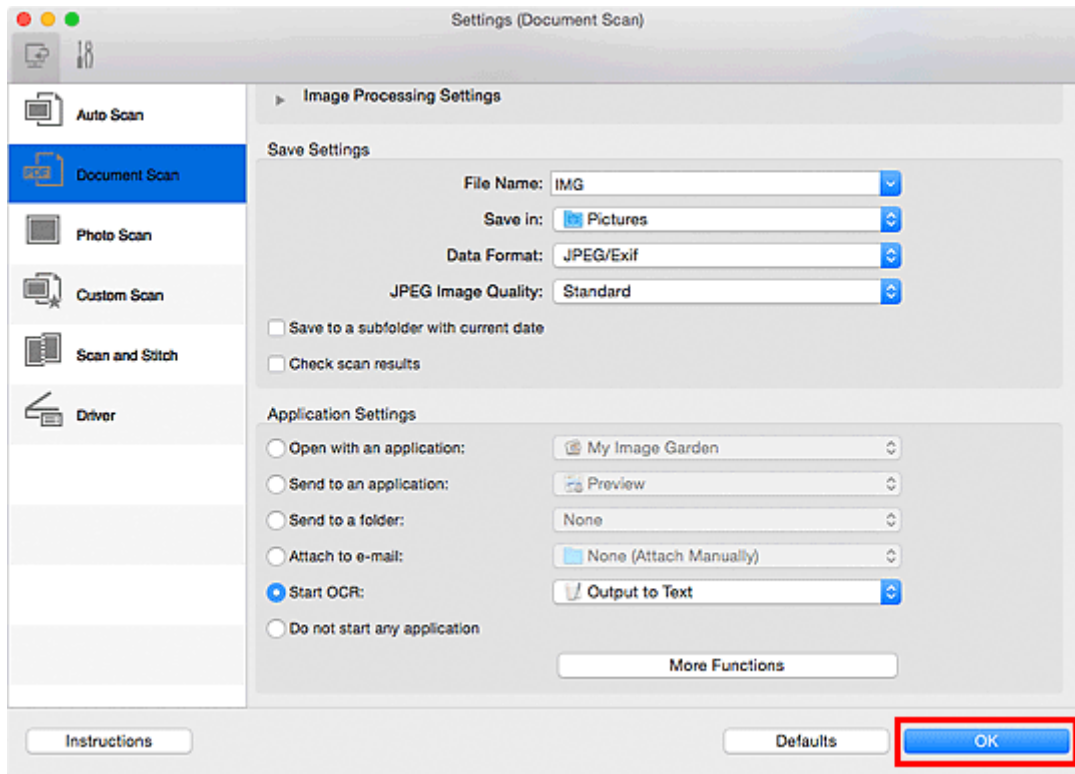 Settings (Document Scan)
Auto Scan
PDF
Document Scan
Photo Scan
Custom Scan
Scan and Stitch
Driver
Image Processing Settings
Save Settings
File Name: IMG
Save in: Pictures
Data Format: JPEG/Exif
JPEG Image Quality: Standard
Save to a subfolder with current date
Check scan results
Application Settings
Open with an application: My Image Garden
Send to an application: Preview
Send to a folder: None
Attach to e-mail: None (Attach Manually)
Start OCR: Output to Text
Do not start any application
More Functions
Instructions Defaults OK